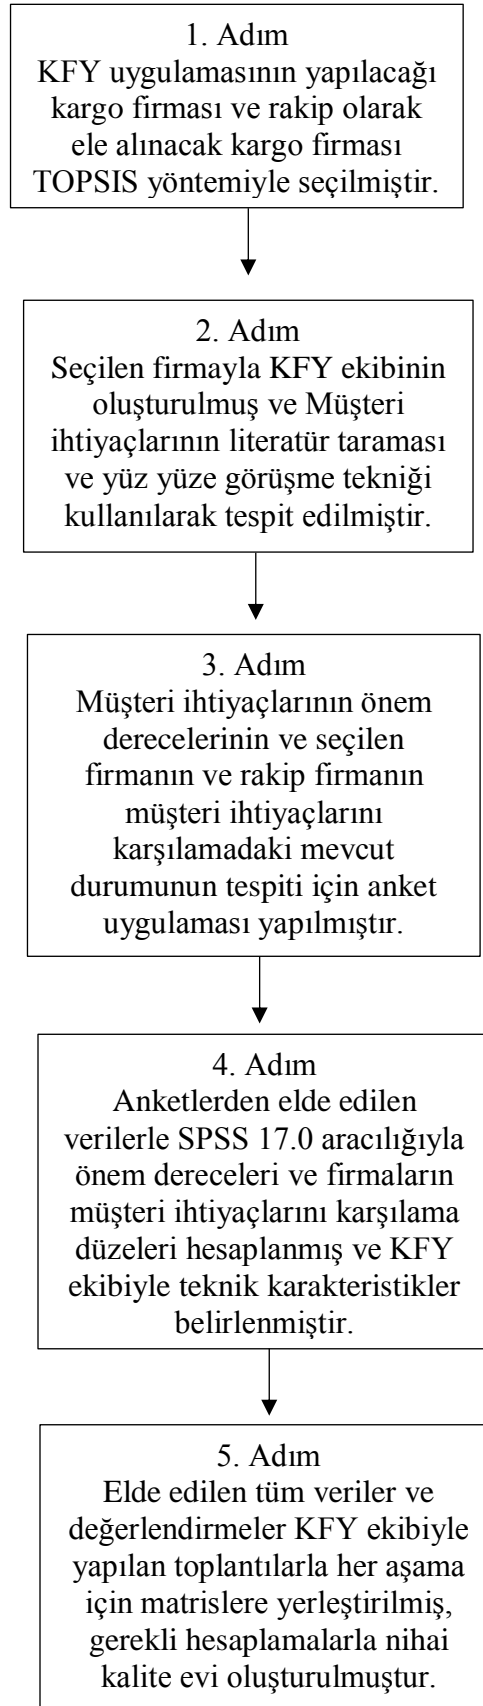 1. Adım
KFY uygulamasının yapılacağı
kargo firması ve rakip olarak
ele alınacak kargo firması
TOPSIS yöntemiyle seçilmiştir.
2. Adım
Seçilen firmayla KFY ekibinin
oluşturulmuş ve Müşteri
ihtiyaçlarının literatür taraması
ve yüz yüze görüşme tekniği
kullanılarak tespit edilmiştir.
3. Adım
Müşteri ihtiyaçlarının önem
derecelerinin ve seçilen
firmanın ve rakip firmanın
müşteri ihtiyaçlarını
karşılamadaki mevcut
durumunun tespiti için anket
uygulaması yapılmıştır.
4. Adım
Anketlerden elde edilen
verilerle SPSS 17.0 aracılığıyla
önem dereceleri ve firmaların
müşteri ihtiyaçlarını karşılama
düzeleri hesaplanmış ve KFY
ekibiyle teknik karakteristikler
belirlenmiştir.
5. Adım
Elde edilen tüm veriler ve
değerlendirmeler KFY ekibiyle
yapılan toplantılarla her aşama
için matrislere yerleştirilmiş,
gerekli hesaplamalarla nihai
kalite evi oluşturulmuştur.